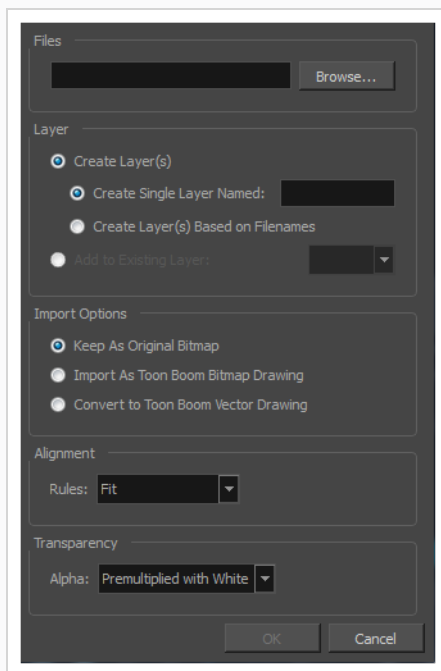 Files
Browse...
Layer
Create Layer(s)
Create Single Layer Named:
Create Layer(s) Based on Filenames
Add to Existing Layer:
Import Options
Keep As Original Bitmap
Import As Toon Boom Bitmap Drawing
Convert to Toon Boom Vector Drawing
Alignment
Rules: Fit
Transparency
Alpha: Premultiplied with White
OK Cancel